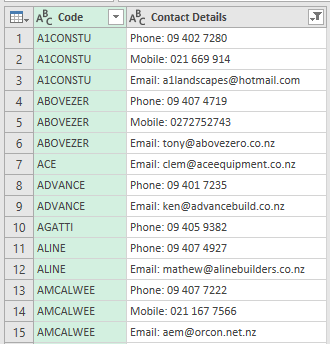 ABC Code ABC Contact Details
1 A1CONSTU Phone: 09 402 7280
2 A1CONSTU Mobile: 021 669 914
3 A1CONSTU Email: a1landscapes@hotmail.com
4 ABOVEZER Phone: 09 407 4719
5 ABOVEZER Mobile: 0272752743
6 ABOVEZER Email: tony@abovezero.co.nz
7 ACE Email: clem@aceequipment.co.nz
8 ADVANCE Phone: 09 401 7235
9 ADVANCE Email: ken@advancebuild.co.nz
10 AGATTI Phone: 09 405 9382
11 ALINE Phone: 09 407 4927
12 ALINE Email: mathew@alinebuilders.co.nz
13 AMCALWEE Phone: 09 407 7222
14 AMCALWEE Mobile: 021 167 7566
15 AMCALWEE Email: aem@orcon.net.nz